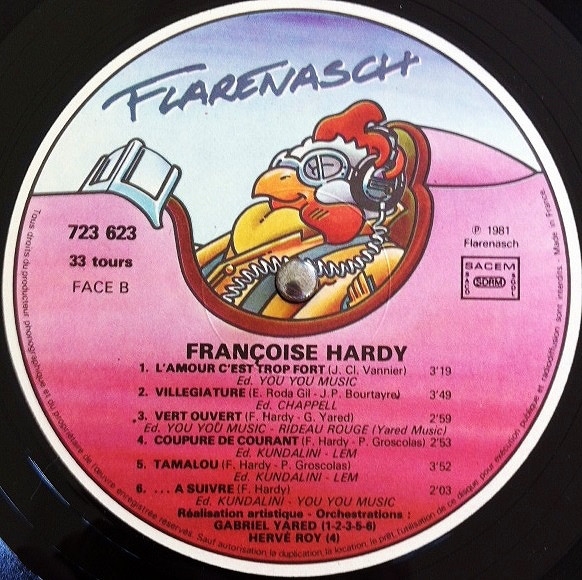 FLARENASCH
723 623
33 tours
FACE B
℗ 1981
Flarenasch
SACEM
SDRM
FRANÇOISE HARDY
1. L'AMOUR C'EST TROP FORT (J. Cl. Vannier) 3'19
Ed. YOU YOU MUSIC
2. VILLEGIATURE (E. Roda Gil - J.P. Bourtayre) 3'49
Ed. CHAPPELL
3. VERT OUVERT (F. Hardy - G. Yared) 2'59
Ed. YOU YOU MUSIC - RIDEAU ROUGE (Yared Music)
4. COUPURE DE COURANT (F. Hardy - P. Groscolas) 2'53
Ed. KUNDALINI - LEM
5. TAMALOU (F. Hardy - P. Groscolas) 3'52
Ed. KUNDALINI - LEM
6. ... A SUIVRE (F. Hardy) 2'03
Ed. KUNDALINI - YOU YOU MUSIC
Réalisation artistique - Orchestrations :
GABRIEL YARED (1-2-3-5-6)
HERVÉ ROY (4)
Tous droits du producteur phonographique et du propriétaire de l'œuvre enregistrée réservés. Sauf autorisation, la duplication, la location, le prêt, l'utilisation de ce disque, pour exécution publique et radiodiffusion sont interdits. Made in France.